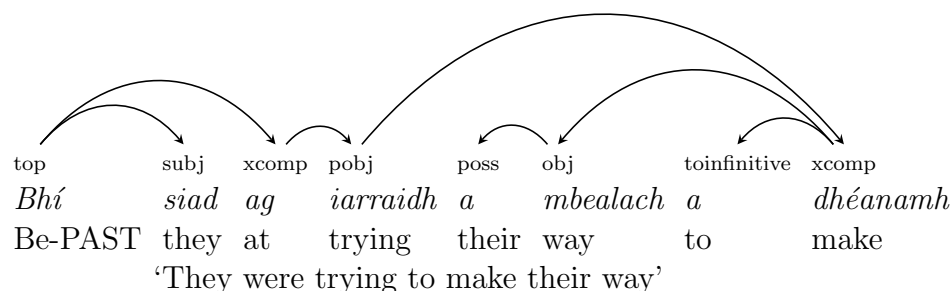 top subj xcomp pobj poss obj toinfinitive xcomp
Bhí siad ag iarraidh a mbealach a dhéanamh
Be-PAST they at trying their way to make
‘They were trying to make their way’